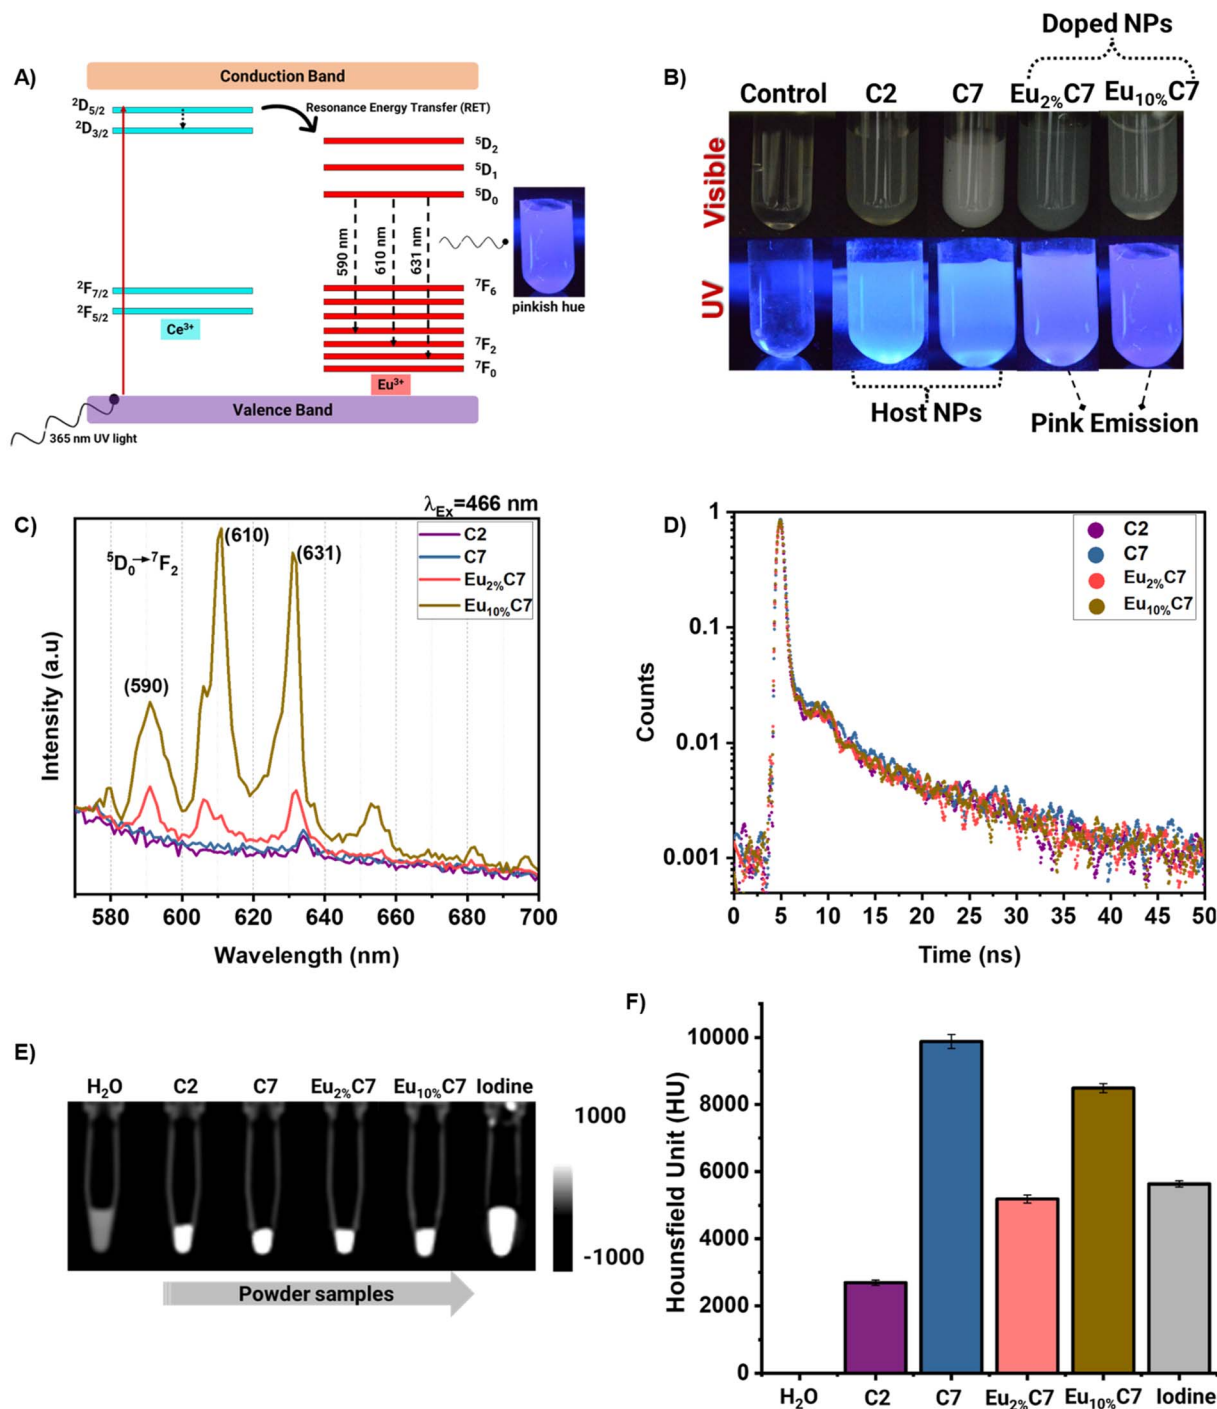 A)
Conduction Band
²D₅/₂
²D₃/₂
Resonance Energy Transfer (RET)
⁵D₂
⁵D₁
⁵D₀
590 nm
610 nm
631 nm
pinkish hue
²F₇/₂
²F₅/₂
Ce³⁺
⁷F₆
⁷F₂
⁷F₀
Eu³⁺
Valence Band
365 nm UV light
B)
Doped NPs
Control C2 C7 Eu₂%C7 Eu₁₀%C7
Visible
UV
Host NPs
Pink Emission
C)
λEx=466 nm
C2
C7
Eu₂%C7
Eu₁₀%C7
⁵D₀→⁷F₂
(590)
(610)
(631)
Intensity (a.u)
580 600 620 640 660 680 700
Wavelength (nm)
D)
C2
C7
Eu₂%C7
Eu₁₀%C7
1
0.1
0.01
0.001
Counts
0 5 10 15 20 25 30 35 40 45 50
Time (ns)
E)
H₂O C2 C7 Eu₂%C7 Eu₁₀%C7 Iodine
1000
-1000
Powder samples
F)
Hounsfield Unit (HU)
10000
8000
6000
4000
2000
0
H₂O C2 C7 Eu₂%C7 Eu₁₀%C7 Iodine